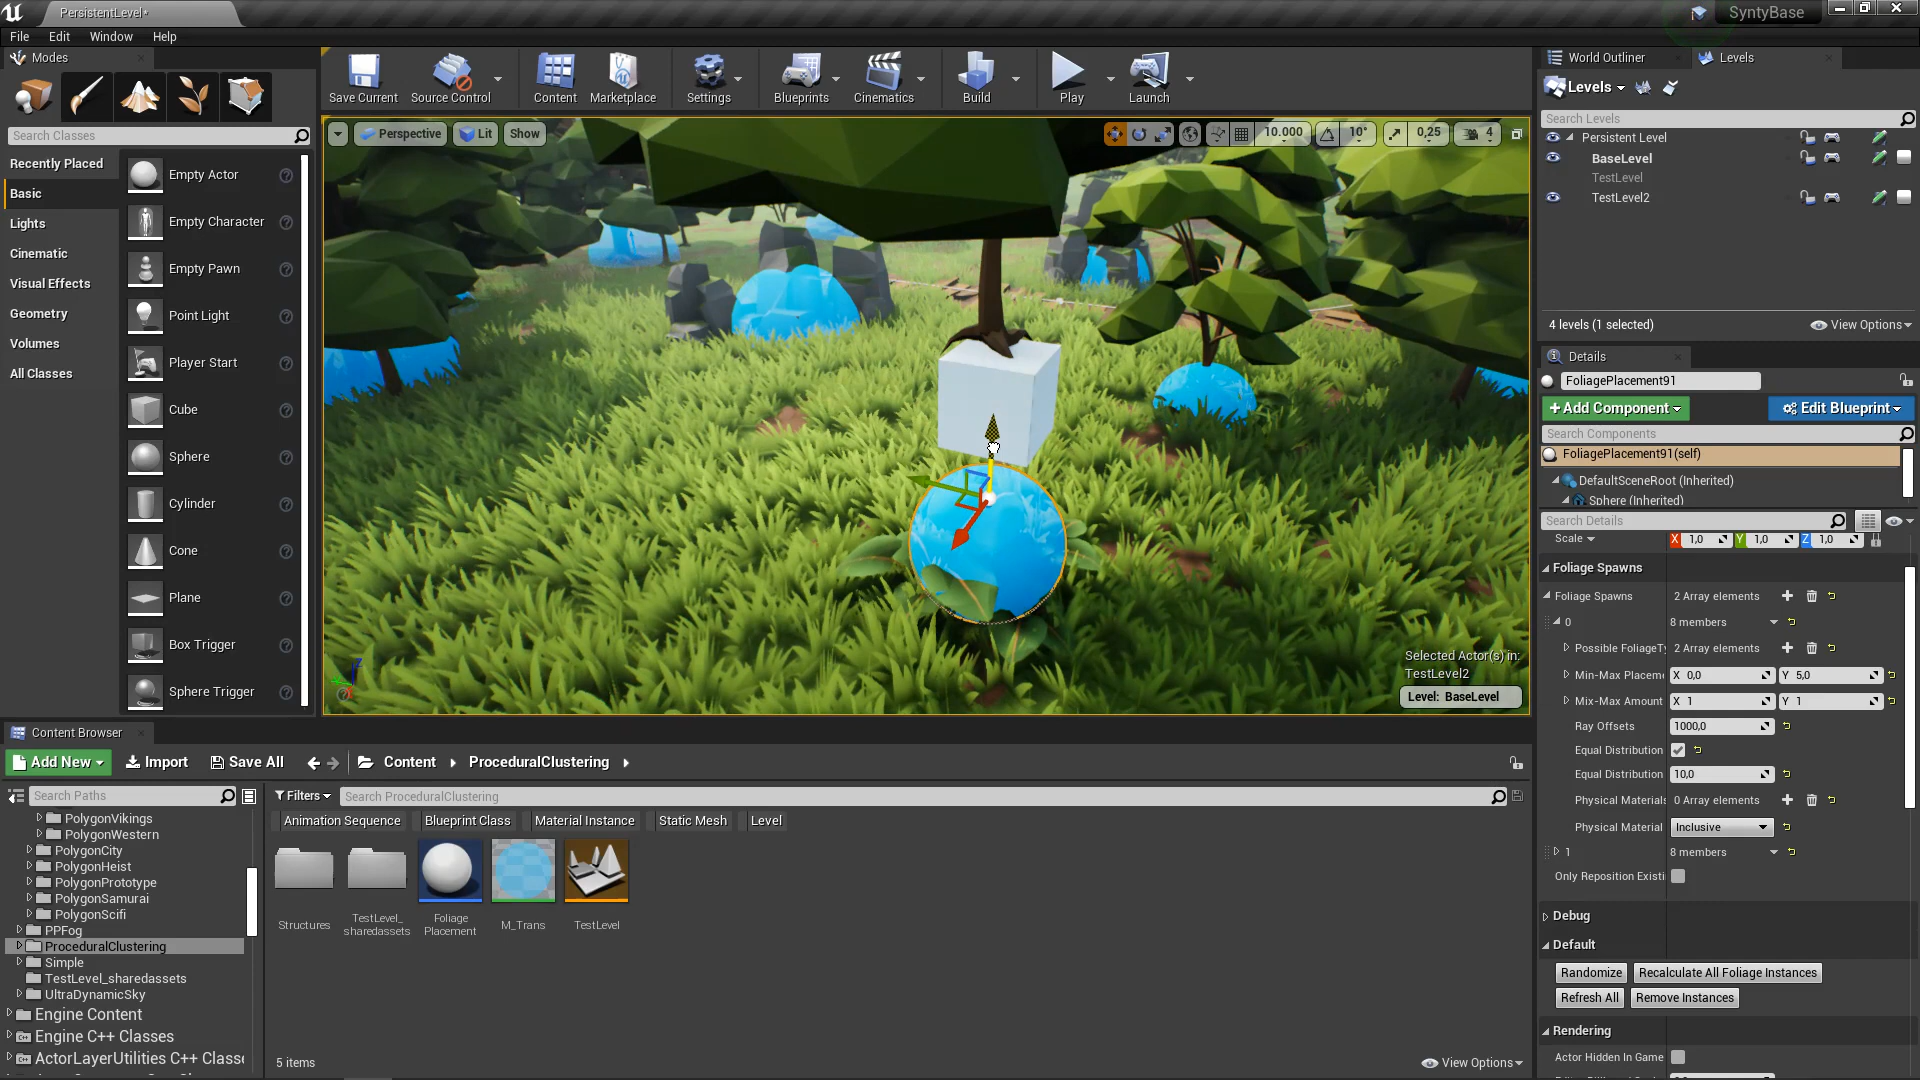 PersistentLevel*
SyntyBase
File Edit Window Help
Modes
Search Classes
Recently Placed
Basic
Lights
Cinematic
Visual Effects
Geometry
Volumes
All Classes
Empty Actor
Empty Character
Empty Pawn
Point Light
Player Start
Cube
Sphere
Cylinder
Cone
Plane
Box Trigger
Sphere Trigger
Save Current
Source Control
Content
Marketplace
Settings
Blueprints
Cinematics
Build
Play
Launch
Perspective
Lit
Show
10.000
10°
0,25
4
Selected Actor(s) in:
TestLevel2
Level: BaseLevel
World Outliner
Levels
Levels
Search Levels
Persistent Level
BaseLevel
TestLevel
TestLevel2
4 levels (1 selected)
View Options
Details
FoliagePlacement91
+ Add Component
Edit Blueprint
Search Components
FoliagePlacement91(self)
DefaultSceneRoot (Inherited)
Sphere (Inherited)
Search Details
Scale X 1,0 Y 1,0 Z 1,0
Foliage Spawns
Foliage Spawns 2 Array elements
0 8 members
Possible FoliageTy 2 Array elements
Min-Max Placem X 0,0 Y 5,0
Mix-Max Amount X 1 Y 1
Ray Offsets 1000,0
Equal Distribution
Equal Distribution 10,0
Physical Materials 0 Array elements
Physical Material Inclusive
1 8 members
Only Reposition Existi
Debug
Default
Randomize Recalculate All Foliage Instances
Refresh All Remove Instances
Rendering
Actor Hidden In Game
Content Browser
Add New Import Save All Content ProceduralClustering
Search Paths
PolygonVikings
PolygonWestern
PolygonCity
PolygonHeist
PolygonPrototype
PolygonSamurai
PolygonScifi
PPFog
ProceduralClustering
Simple
TestLevel_sharedassets
UltraDynamicSky
Engine Content
Engine C++ Classes
ActorLayerUtilities C++ Classe
Filters Search ProceduralClustering
Animation Sequence Blueprint Class Material Instance Static Mesh Level
Structures
TestLevel_
sharedassets
Foliage
Placement
M_Trans
TestLevel
5 items
View Options